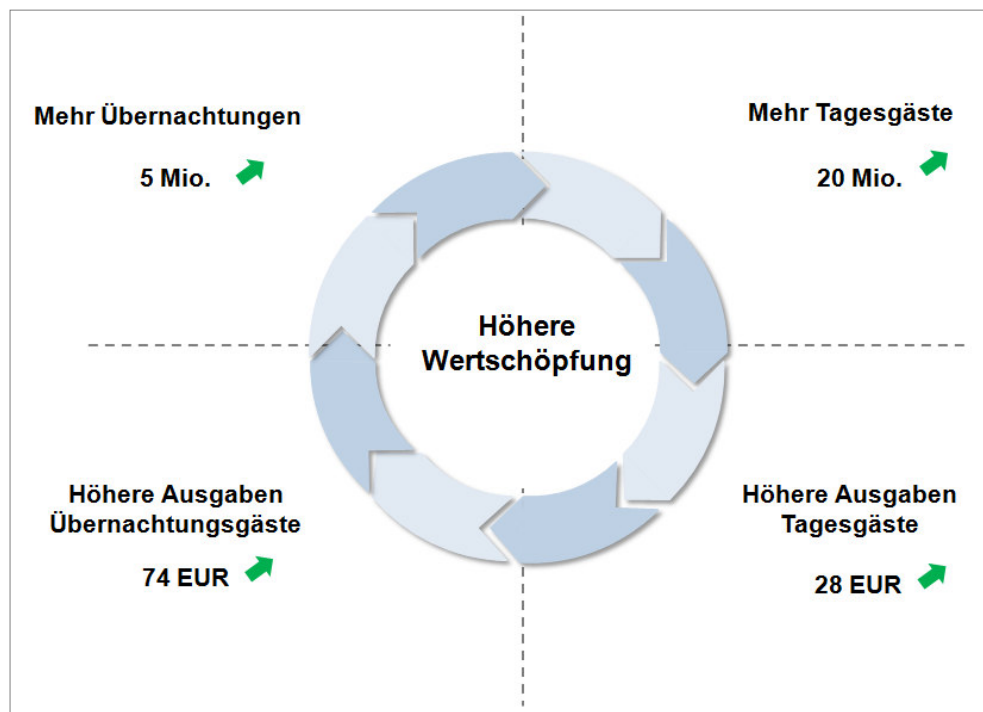 Mehr Übernachtungen
5 Mio.
Mehr Tagesgäste
20 Mio.
Höhere
Wertschöpfung
Höhere Ausgaben
Übernachtungsgäste
74 EUR
Höhere Ausgaben
Tagesgäste
28 EUR